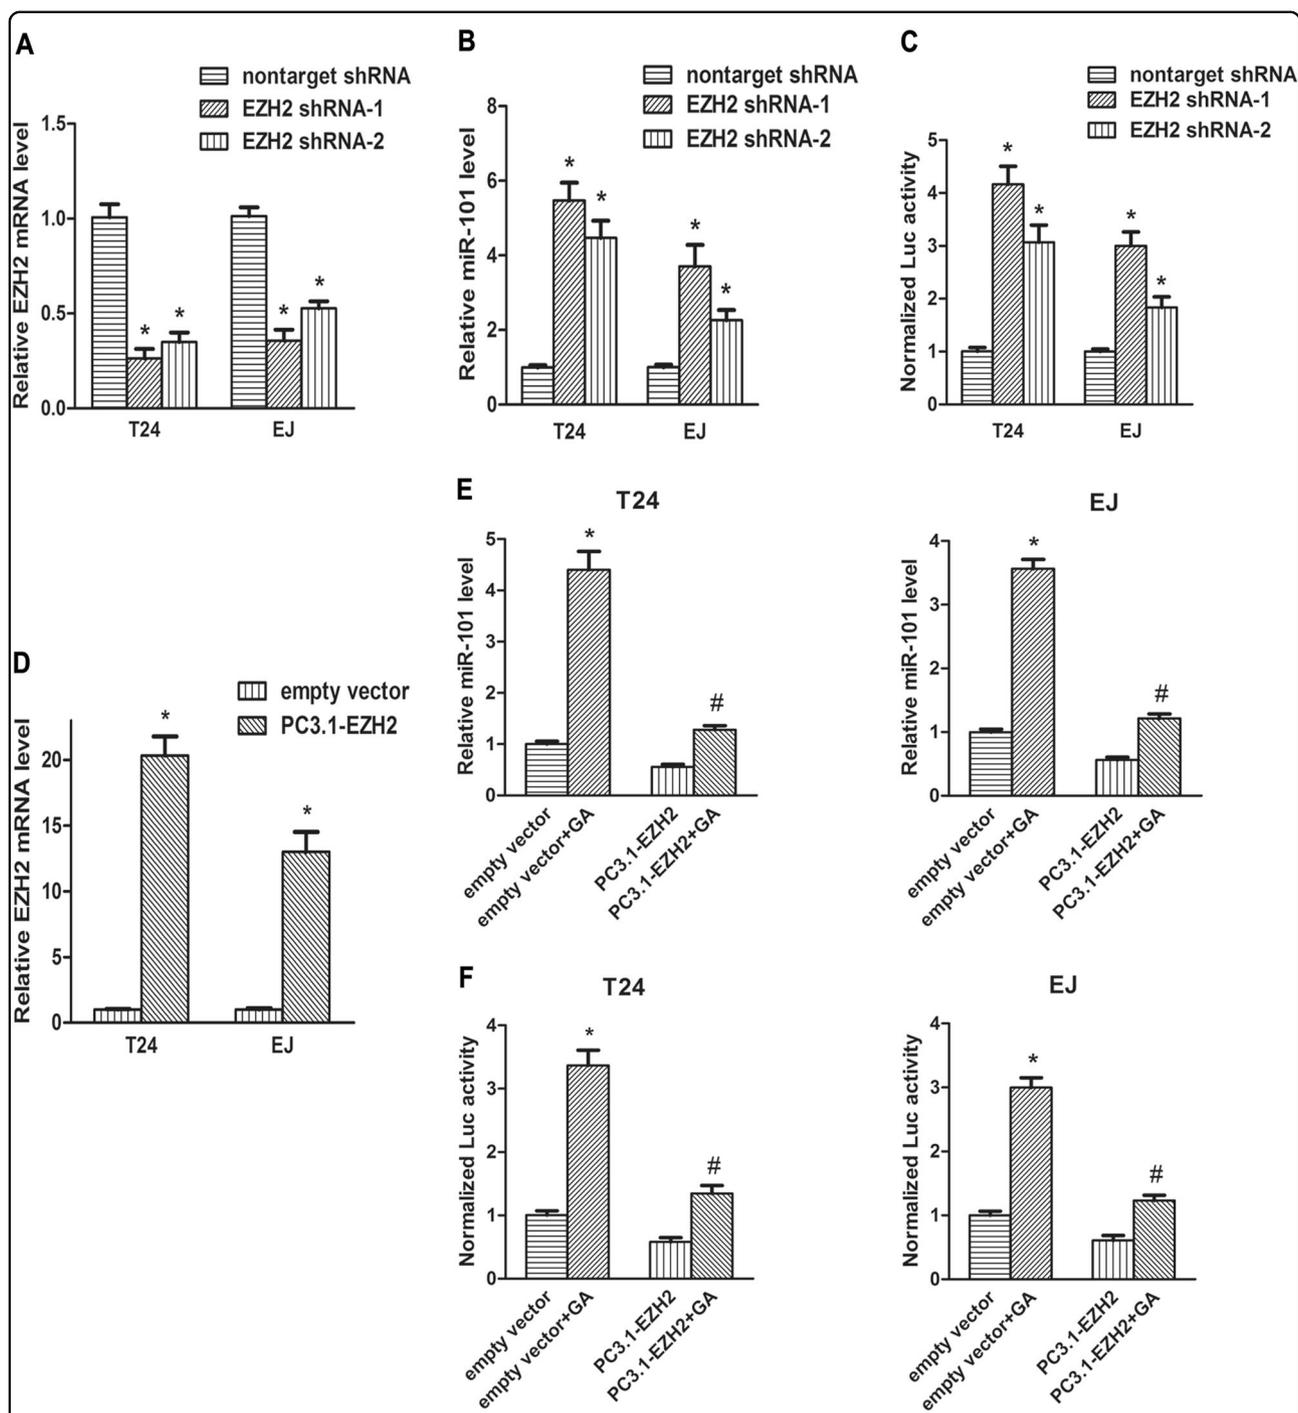 A
nontarget shRNA
EZH2 shRNA-1
EZH2 shRNA-2
Relative EZH2 mRNA level
1.5
1.0
0.5
0.0
* * * *
T24 EJ
B
nontarget shRNA
EZH2 shRNA-1
EZH2 shRNA-2
Relative miR-101 level
8
6
4
2
0
* * * *
T24 EJ
C
nontarget shRNA
EZH2 shRNA-1
EZH2 shRNA-2
Normalized Luc activity
5
4
3
2
1
0
* * * *
T24 EJ
D
empty vector
PC3.1-EZH2
Relative EZH2 mRNA level
20
15
10
5
0
* *
T24 EJ
E
T24
Relative miR-101 level
5
4
3
2
1
0
* #
empty vector
empty vector+GA
PC3.1-EZH2
PC3.1-EZH2+GA
EJ
Relative miR-101 level
4
3
2
1
0
* #
empty vector
empty vector+GA
PC3.1-EZH2
PC3.1-EZH2+GA
F
T24
Normalized Luc activity
4
3
2
1
0
* #
empty vector
empty vector+GA
PC3.1-EZH2
PC3.1-EZH2+GA
EJ
Normalized Luc activity
4
3
2
1
0
* #
empty vector
empty vector+GA
PC3.1-EZH2
PC3.1-EZH2+GA